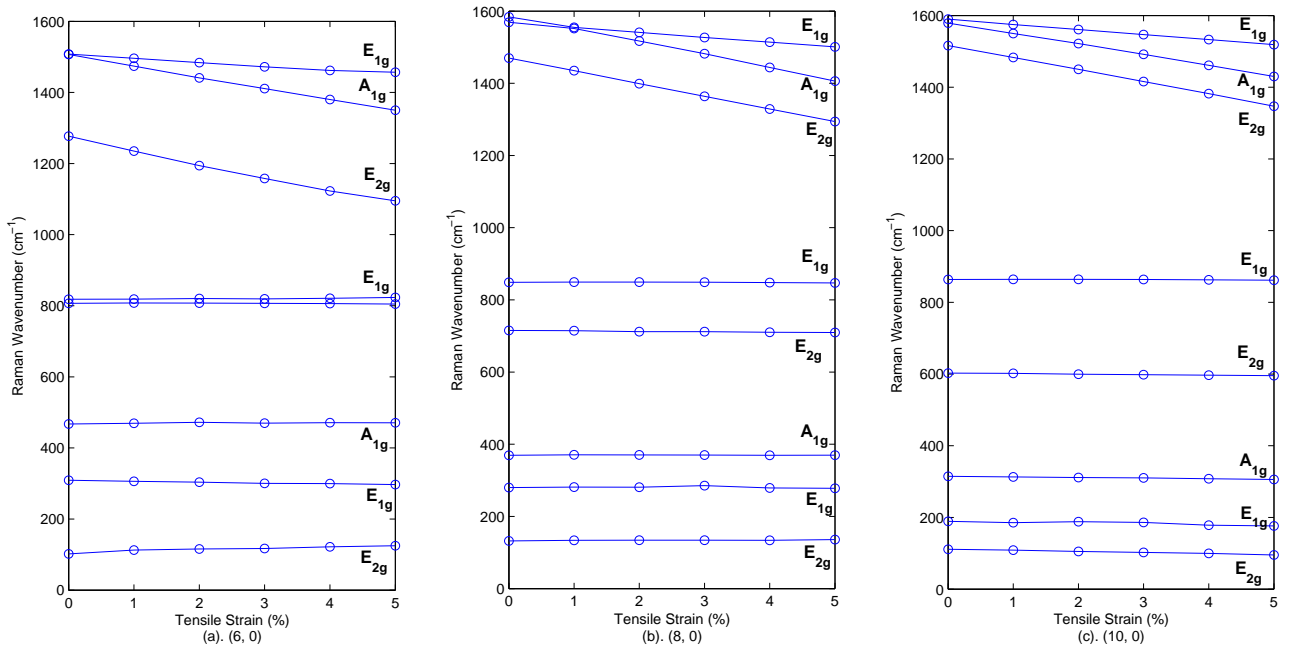 1600
1400
1200
1000
800
600
400
200
0
Raman Wavenumber (cm⁻¹)
E1g
A1g
E2g
E1g
A1g
E1g
E2g
0 1 2 3 4 5
Tensile Strain (%)
(a). (6, 0)
1600
1400
1200
1000
800
600
400
200
0
Raman Wavenumber (cm⁻¹)
E1g
A1g
E2g
E1g
E2g
A1g
E1g
E2g
0 1 2 3 4 5
Tensile Strain (%)
(b). (8, 0)
1600
1400
1200
1000
800
600
400
200
0
Raman Wavenumber (cm⁻¹)
E1g
A1g
E2g
E1g
E2g
A1g
E1g
E2g
0 1 2 3 4 5
Tensile Strain (%)
(c). (10, 0)